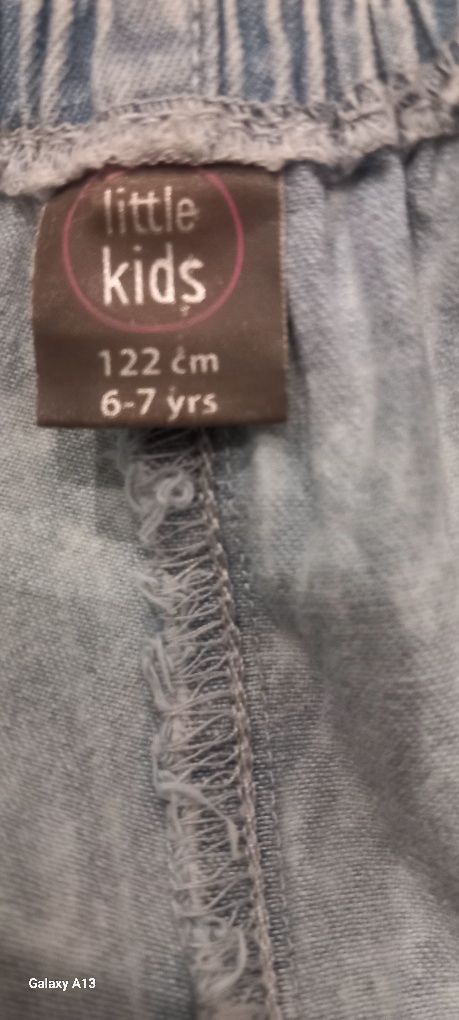 little
kids
122 cm
6-7 yrs
Galaxy A13